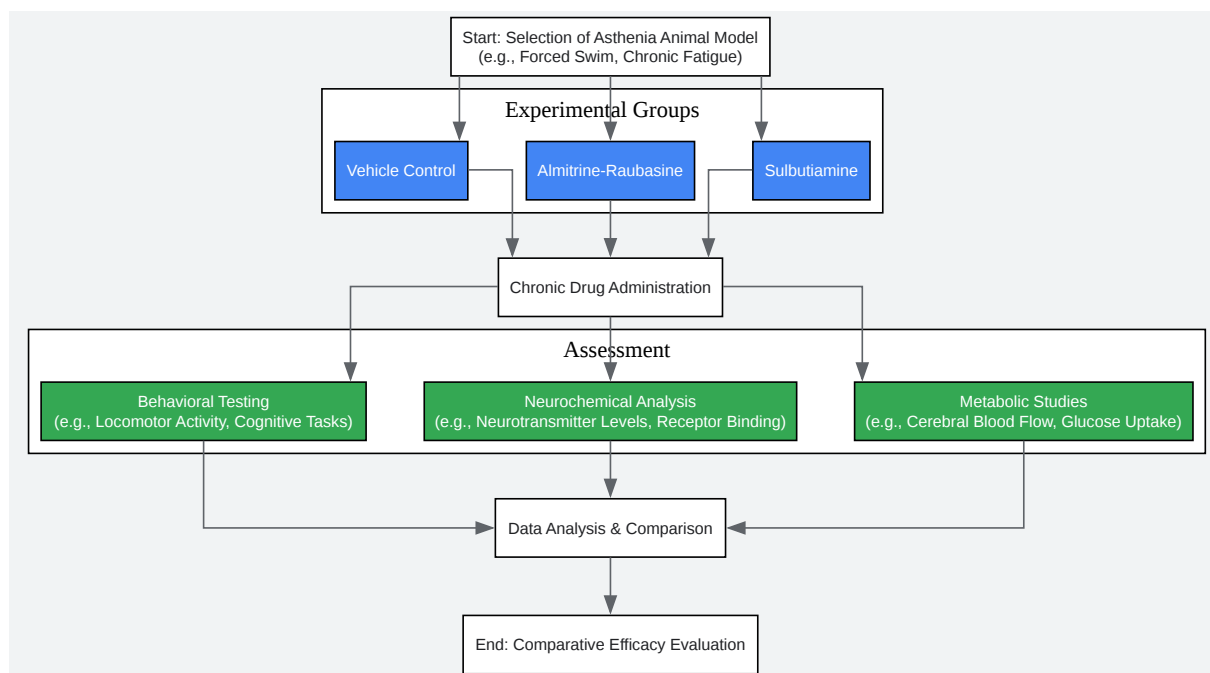 Start: Selection of Asthenia Animal Model
(e.g., Forced Swim, Chronic Fatigue)
Experimental Groups
Vehicle Control
Almitrine-Raubasine
Sulbutiamine
Chronic Drug Administration
Assessment
Behavioral Testing
(e.g., Locomotor Activity, Cognitive Tasks)
Neurochemical Analysis
(e.g., Neurotransmitter Levels, Receptor Binding)
Metabolic Studies
(e.g., Cerebral Blood Flow, Glucose Uptake)
Data Analysis & Comparison
End: Comparative Efficacy Evaluation